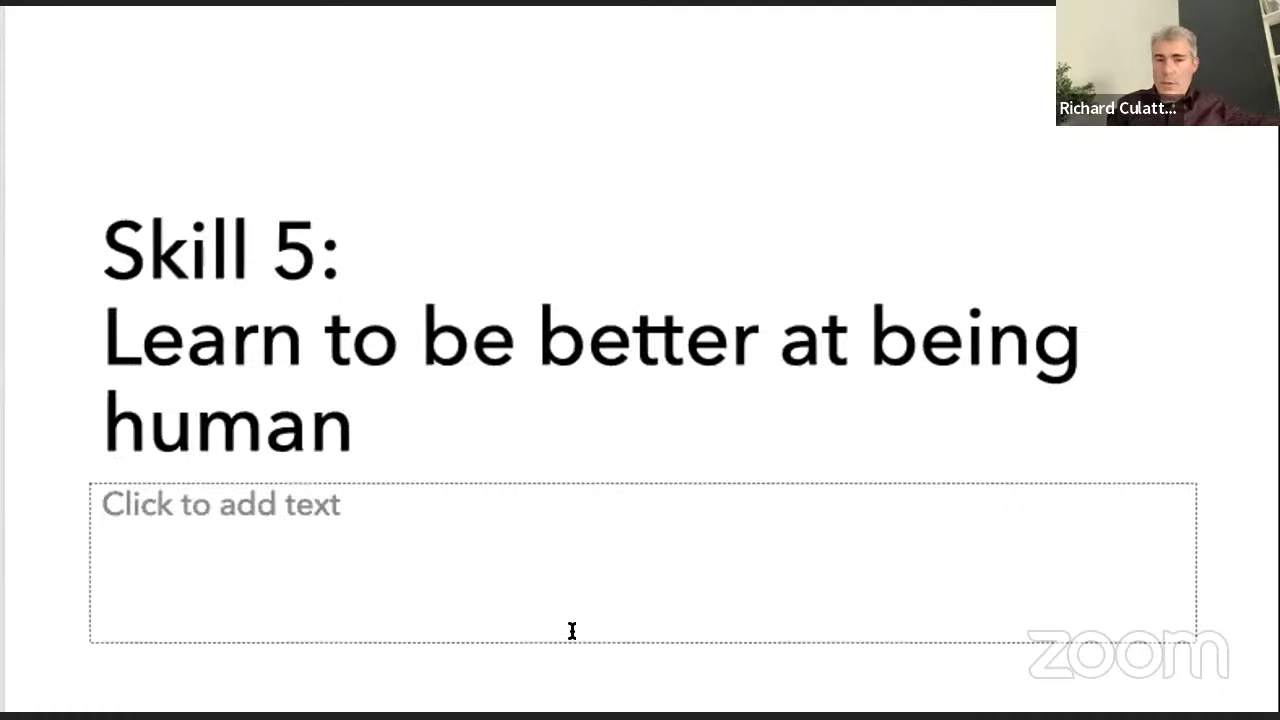 Richard Culatt...
Skill 5:
Learn to be better at being
human
Click to add text
zoom